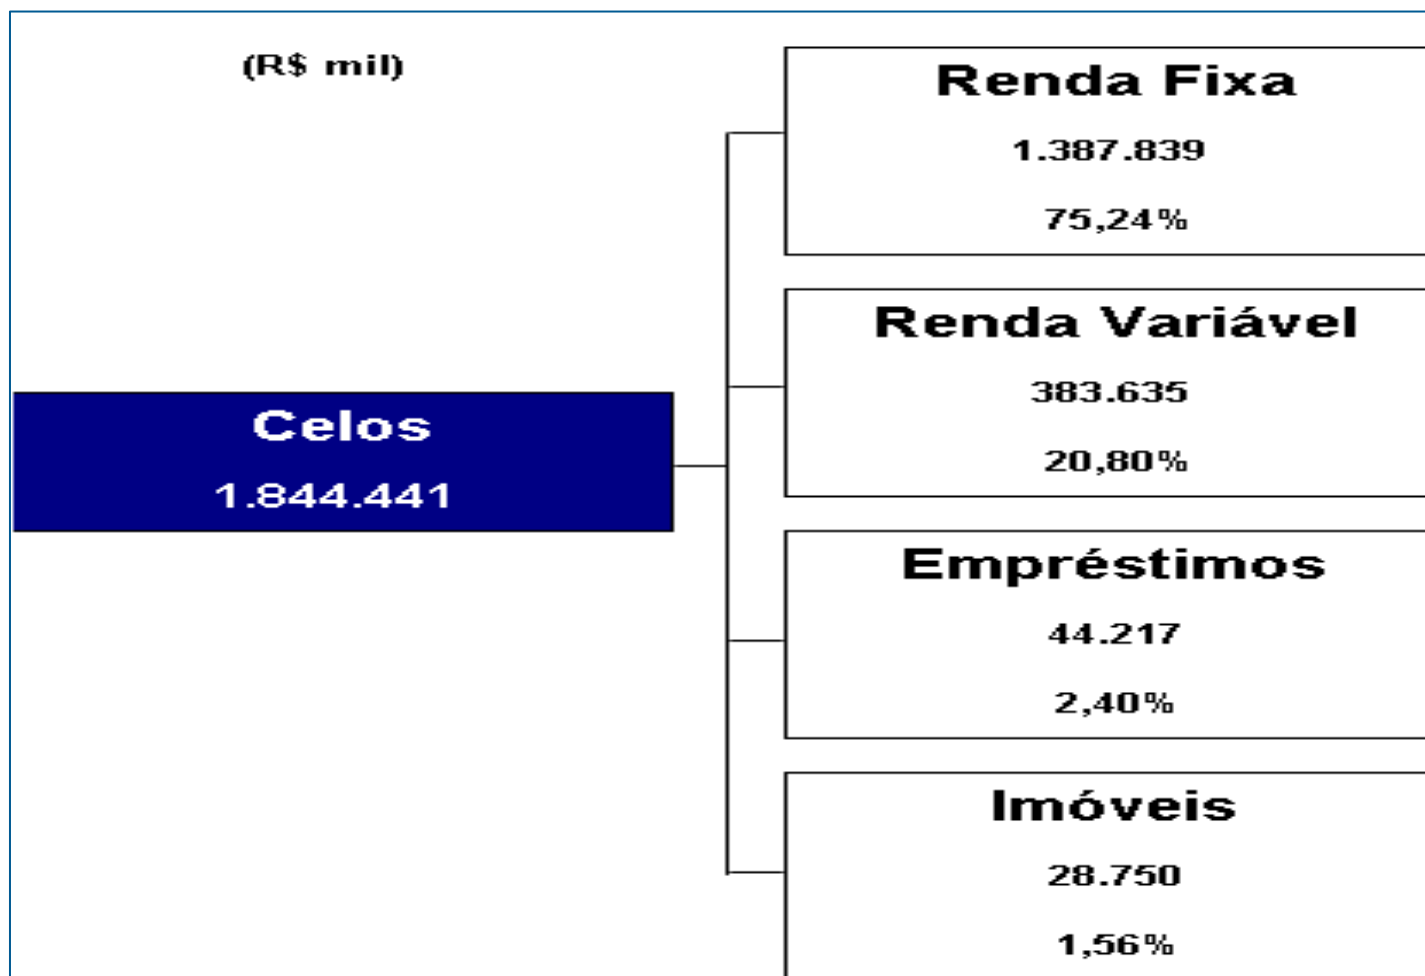 (R$ mil)
Renda Fixa
1.387.839
75,24%
Renda Variável
383.635
20,80%
Celos
1.844.441
Empréstimos
44.217
2,40%
Imóveis
28.750
1,56%